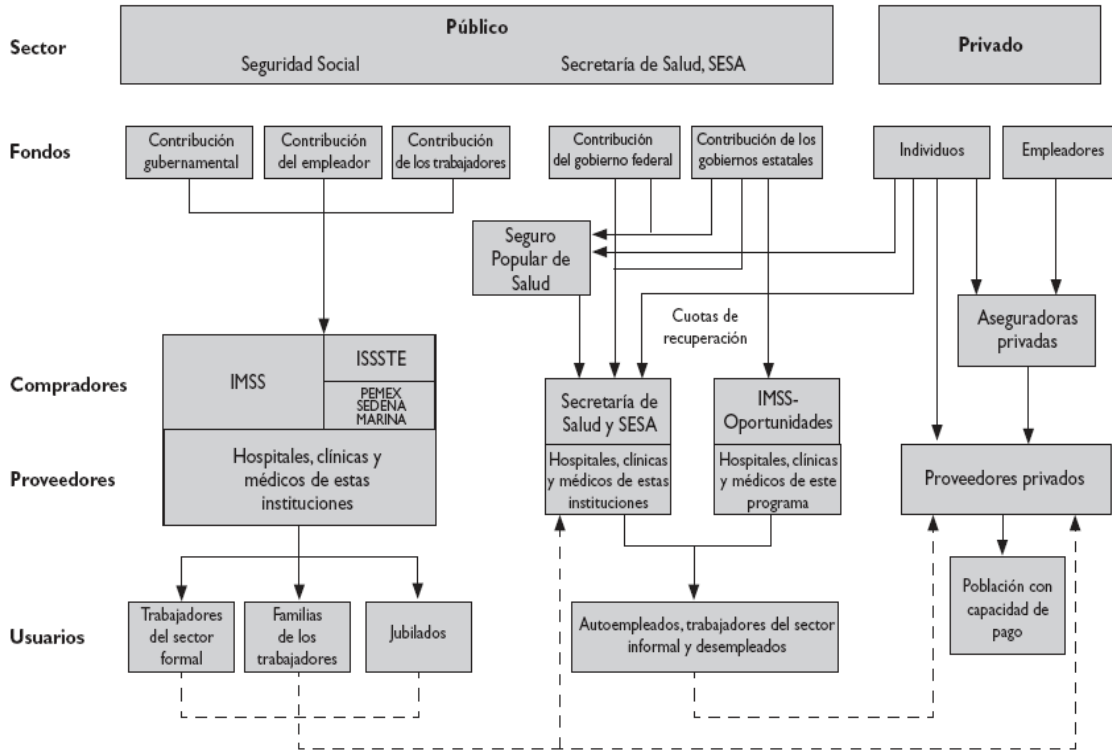 Sector
Público
Seguridad Social
Secretaría de Salud, SESA
Privado
Fondos
Contribución
gubernamental
Contribución
del empleador
Contribución
de los trabajadores
Contribución
del gobierno federal
Contribución de los
gobiernos estatales
Individuos
Empleadores
Seguro
Popular de
Salud
Cuotas de
recuperación
Aseguradoras
privadas
Compradores
IMSS
ISSSTE
PEMEX
SEDENA
MARINA
Secretaría de
Salud y SESA
IMSS-
Oportunidades
Proveedores
Hospitales, clínicas y
médicos de estas
instituciones
Hospitales, clínicas
y médicos de estas
instituciones
Hospitales, clínicas
y médicos de este
programa
Proveedores privados
Usuarios
Trabajadores
del sector
formal
Familias
de los
trabajadores
Jubilados
Autoempleados, trabajadores del sector
informal y desempleados
Población con
capacidad de
pago